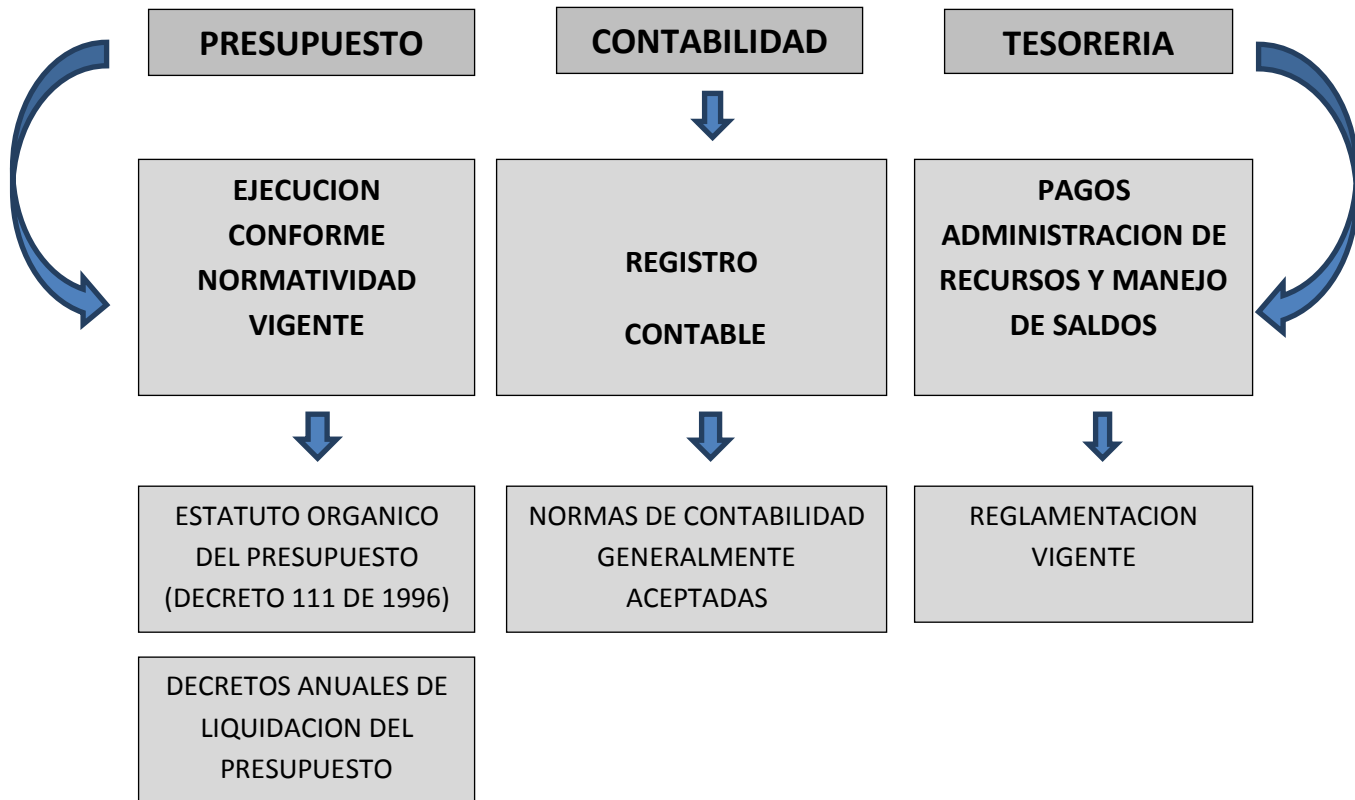 PRESUPUESTO
CONTABILIDAD
TESORERIA
EJECUCION
CONFORME
NORMATIVIDAD
VIGENTE
REGISTRO
CONTABLE
PAGOS
ADMINISTRACION DE
RECURSOS Y MANEJO
DE SALDOS
ESTATUTO ORGANICO
DEL PRESUPUESTO
(DECRETO 111 DE 1996)
NORMAS DE CONTABILIDAD
GENERALMENTE
ACEPTADAS
REGLAMENTACION
VIGENTE
DECRETOS ANUALES DE
LIQUIDACION DEL
PRESUPUESTO